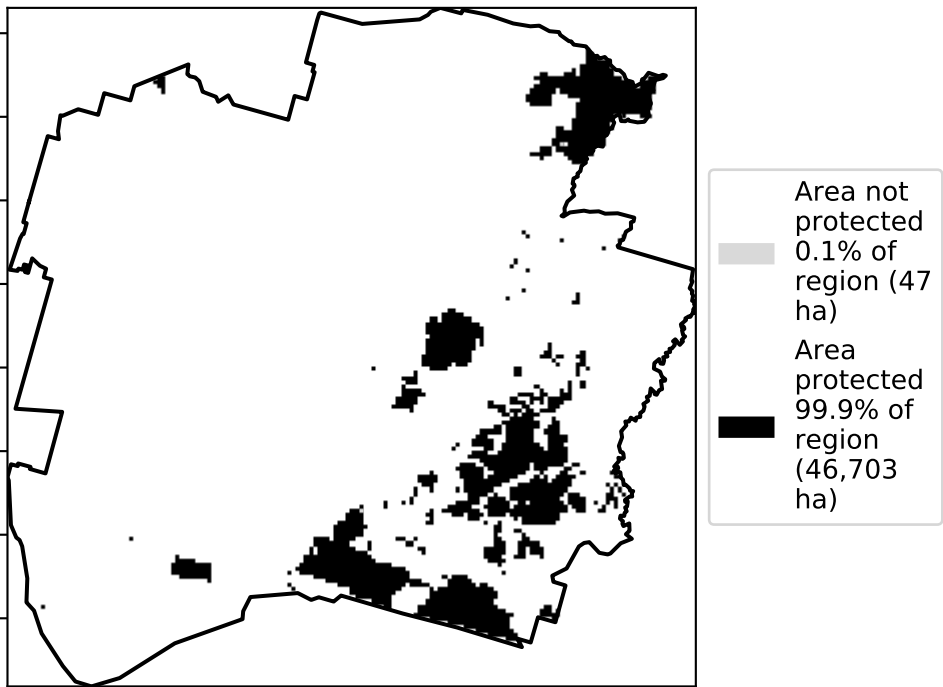 Area not
protected
0.1% of
region (47
ha)
Area
protected
99.9% of
region
(46,703
ha)